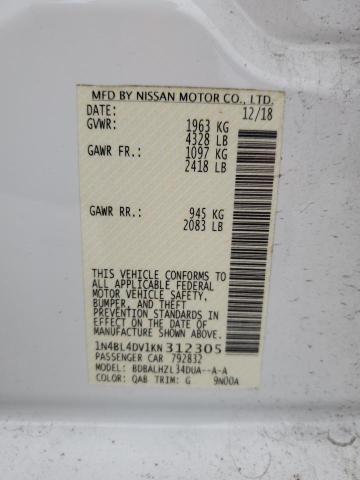 MFD BY NISSAN MOTOR CO., LTD.
DATE: 12/18
GVWR: 1963 KG
4328 LB
GAWR FR: 1097 KG
2418 LB
GAWR RR: 945 KG
2083 LB
THIS VEHICLE CONFORMS TO
ALL APPLICABLE FEDERAL
MOTOR VEHICLE SAFETY,
BUMPER, AND THEFT
PREVENTION STANDARDS IN
EFFECT ON THE DATE OF
MANUFACTURE SHOWN ABOVE.
1N4BL4DV1KN312305
PASSENGER CAR 792832
MODEL: BDBALHZL34DUA--A-A
COLOR: QAB TRIM: G 9N00A